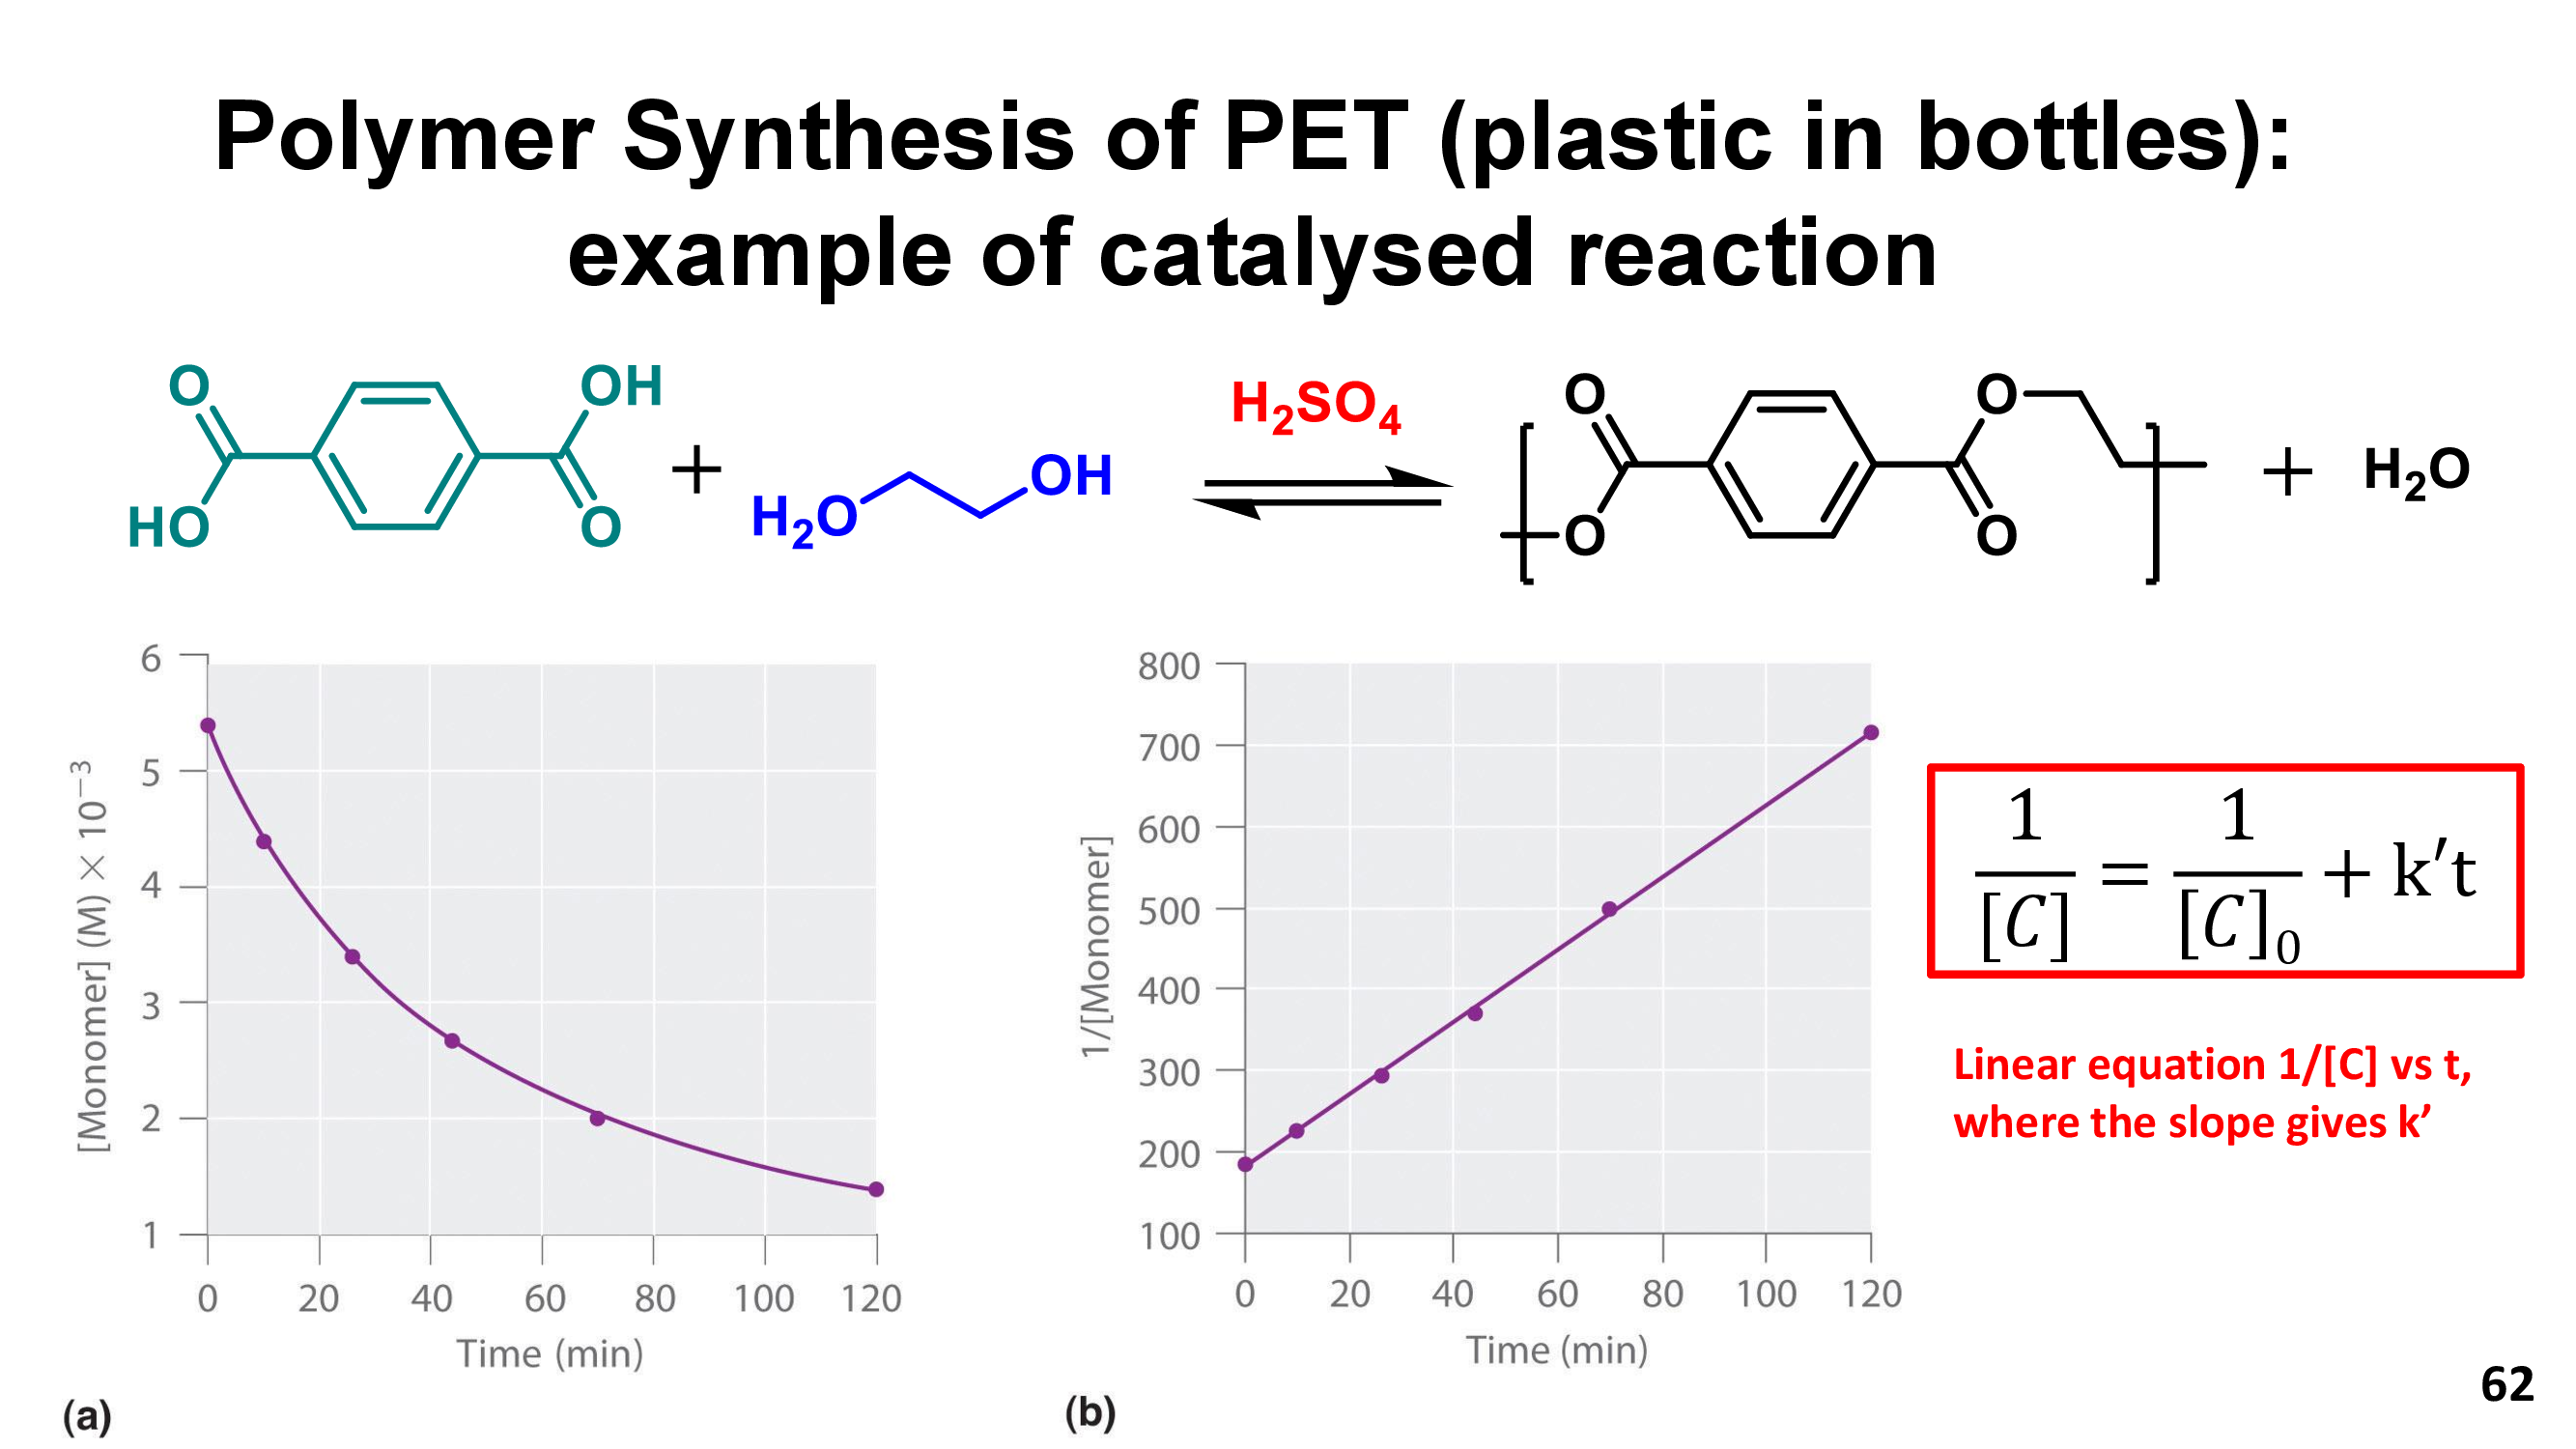 Polymer Synthesis of PET (plastic in bottles):
example of catalysed reaction
O
OH
HO
O
+
H₂O
OH
H₂SO₄
O
O
O
O
+ H₂O
6
5
4
3
2
1
[Monomer] (M) × 10⁻³
0 20 40 60 80 100 120
Time (min)
(a)
800
700
600
500
400
300
200
100
1/[Monomer]
0 20 40 60 80 100 120
Time (min)
(b)
1/[C] = 1/[C]₀ + k′t
Linear equation 1/[C] vs t,
where the slope gives k’
62